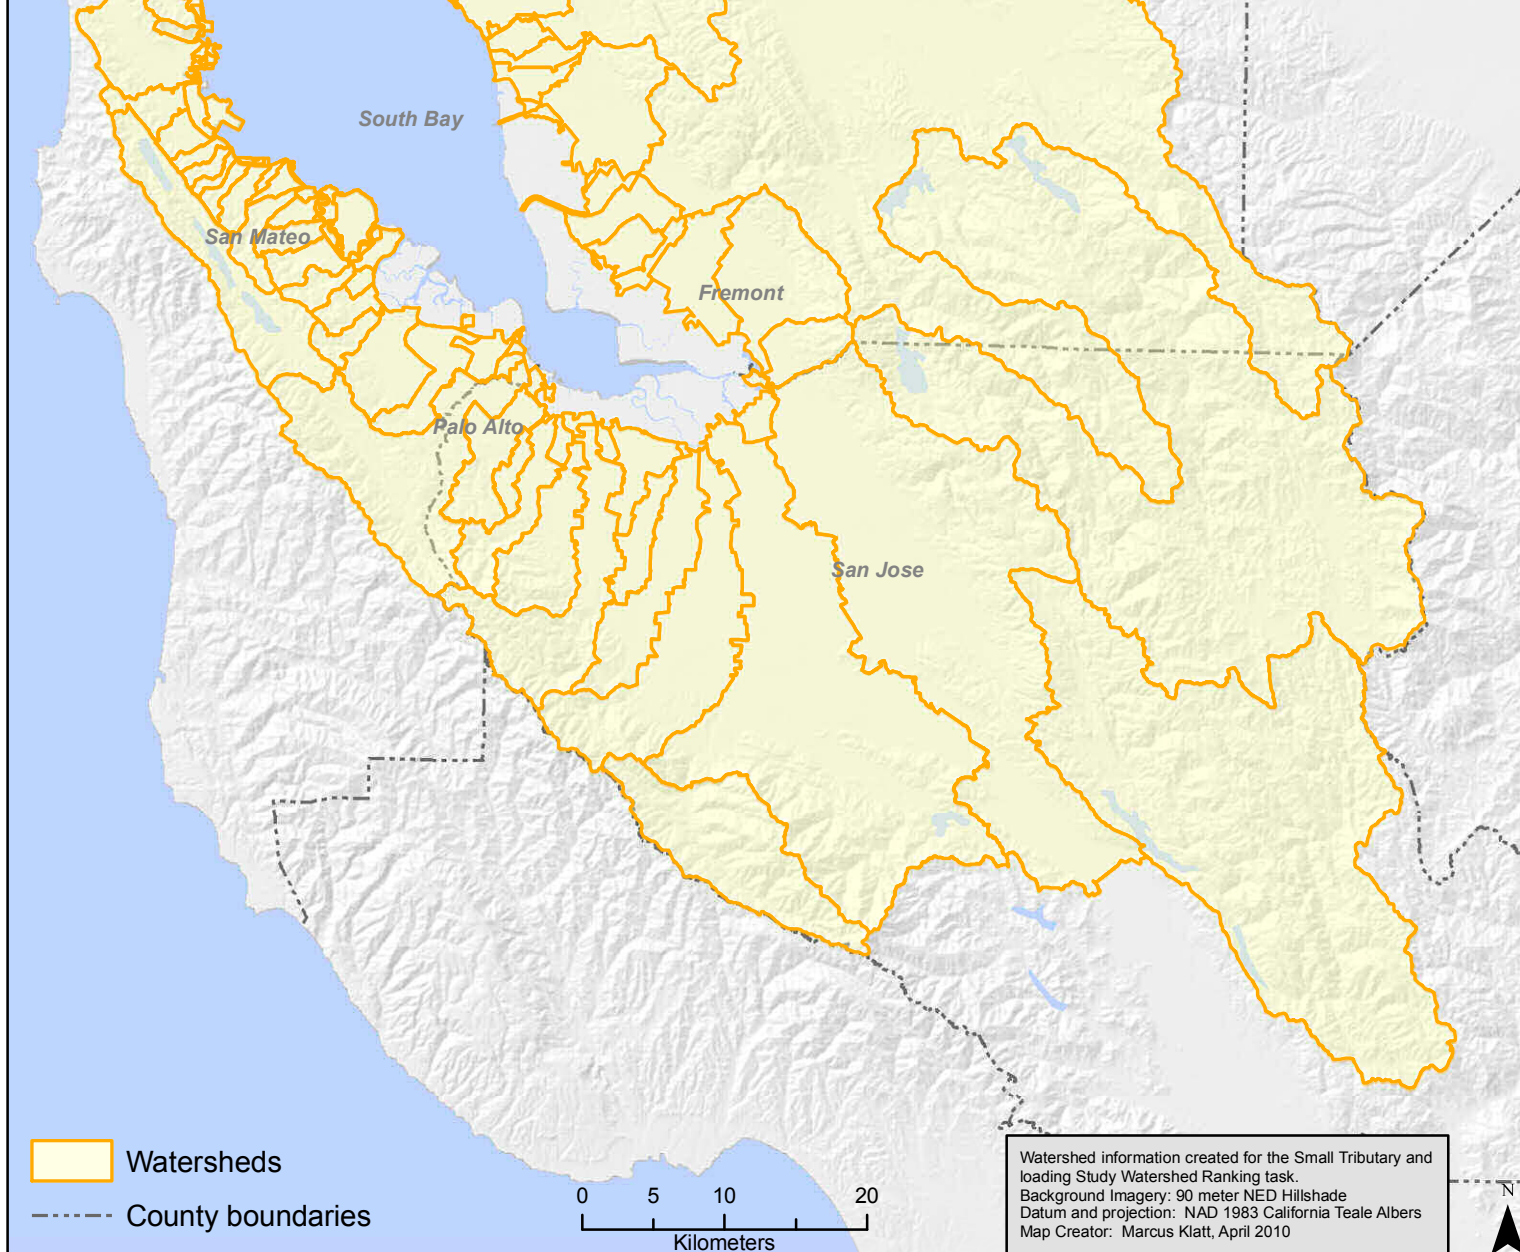 South Bay
San Mateo
Fremont
Palo Alto
San Jose
Watersheds
County boundaries
0 5 10 20
Kilometers
Watershed information created for the Small Tributary and
loading Study Watershed Ranking task.
Background Imagery: 90 meter NED Hillshade
Datum and projection: NAD 1983 California Teale Albers
Map Creator: Marcus Klatt, April 2010
N